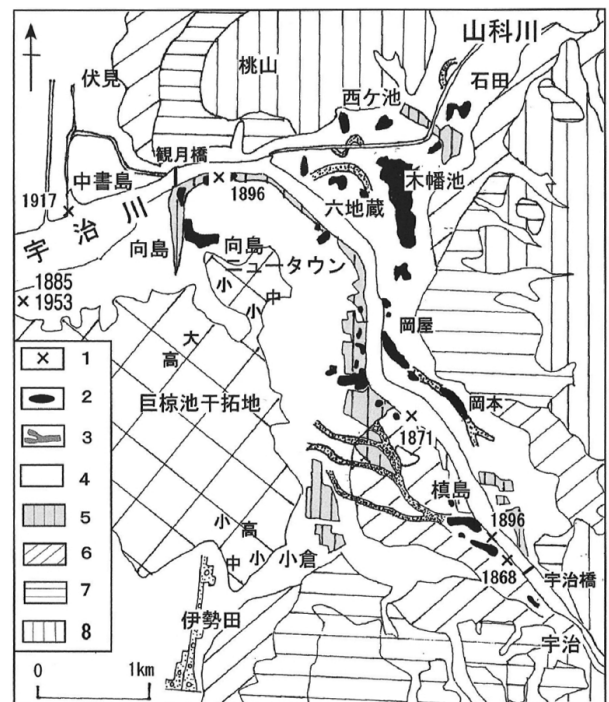 山科川
伏見
桃山
石田
西ケ池
観月橋
中書島
1896
木幡池
1917
六地蔵
宇治川
向島
向島
ニュータウン
1885
1953
小
中
小
岡屋
大
高
巨椋池干拓地
岡本
1871
槙島
小
高
1896
中
小
小倉
1868
宇治橋
伊勢田
宇治
1
2
3
4
5
6
7
8
0 1km